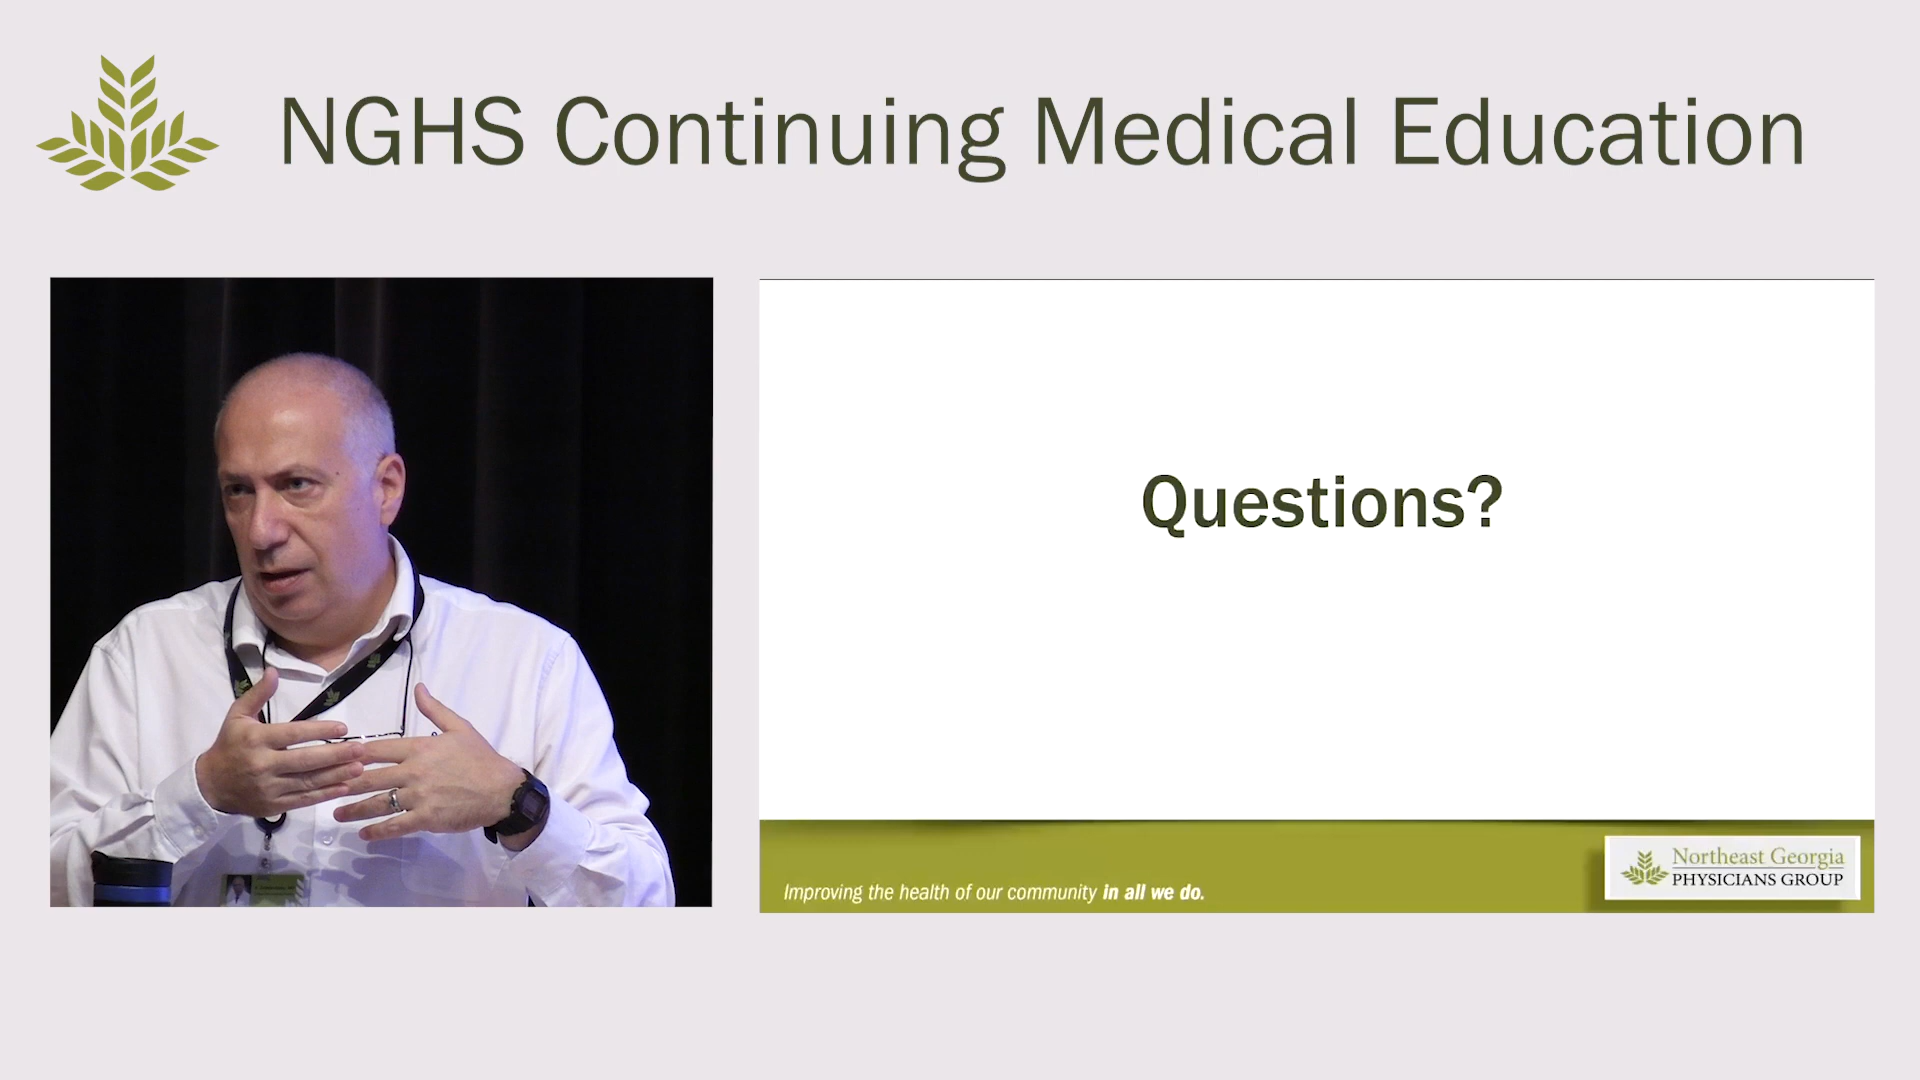 NGHS Continuing Medical Education
Questions?
Improving the health of our community in all we do.
Northeast Georgia
PHYSICIANS GROUP